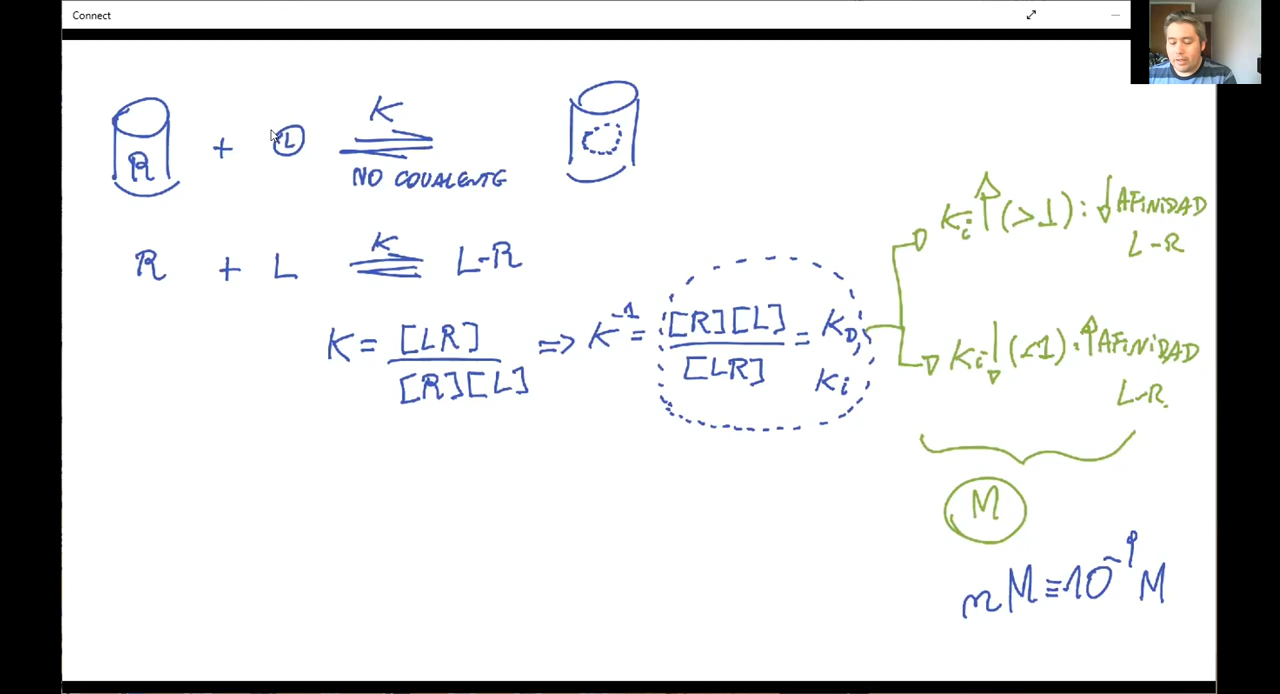 Connect
R + L ⇌ K
NO COVALENTE
R + L ⇌ K L-R
K = [LR] / [R][L] => K⁻¹ = [R][L] / [LR] = KD, Ki
Ki ↑ (>1): ↓ AFINIDAD
L-R
Ki ↓ (<1): ↑ AFINIDAD
L-R.
M
nM ≡ 10⁻⁹ M